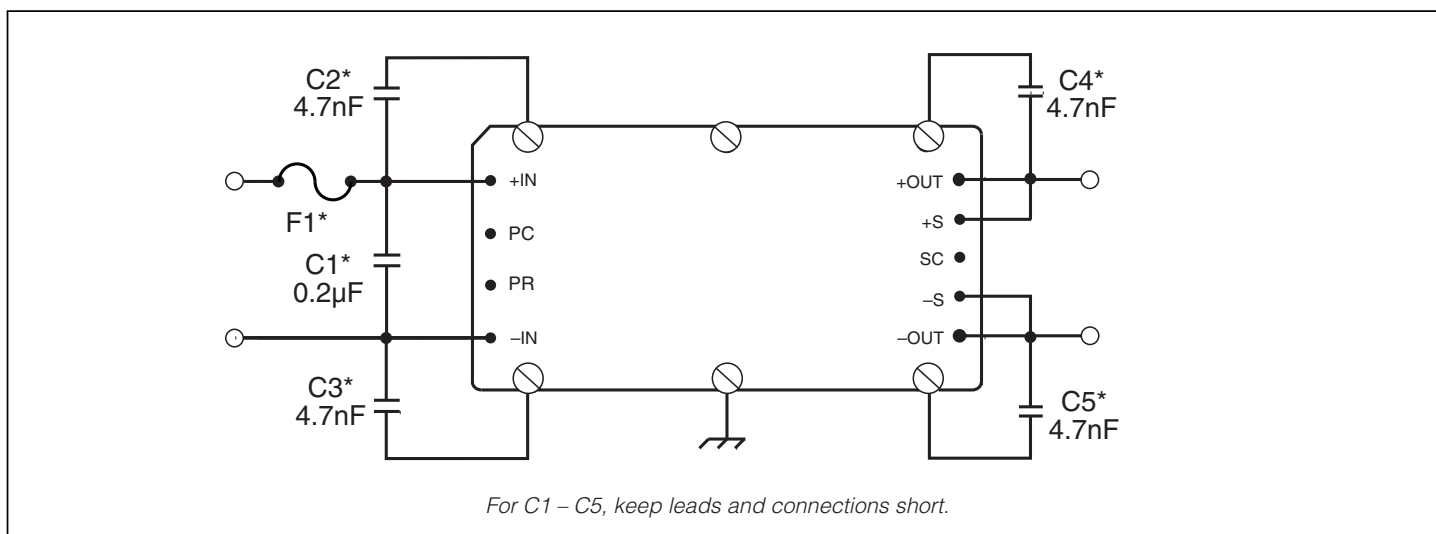 C2*
4.7nF
C4*
4.7nF
+IN
+OUT
F1*
+S
PC
C1*
0.2µF
SC
PR
–S
–IN
–OUT
C3*
4.7nF
C5*
4.7nF
For C1 – C5, keep leads and connections short.